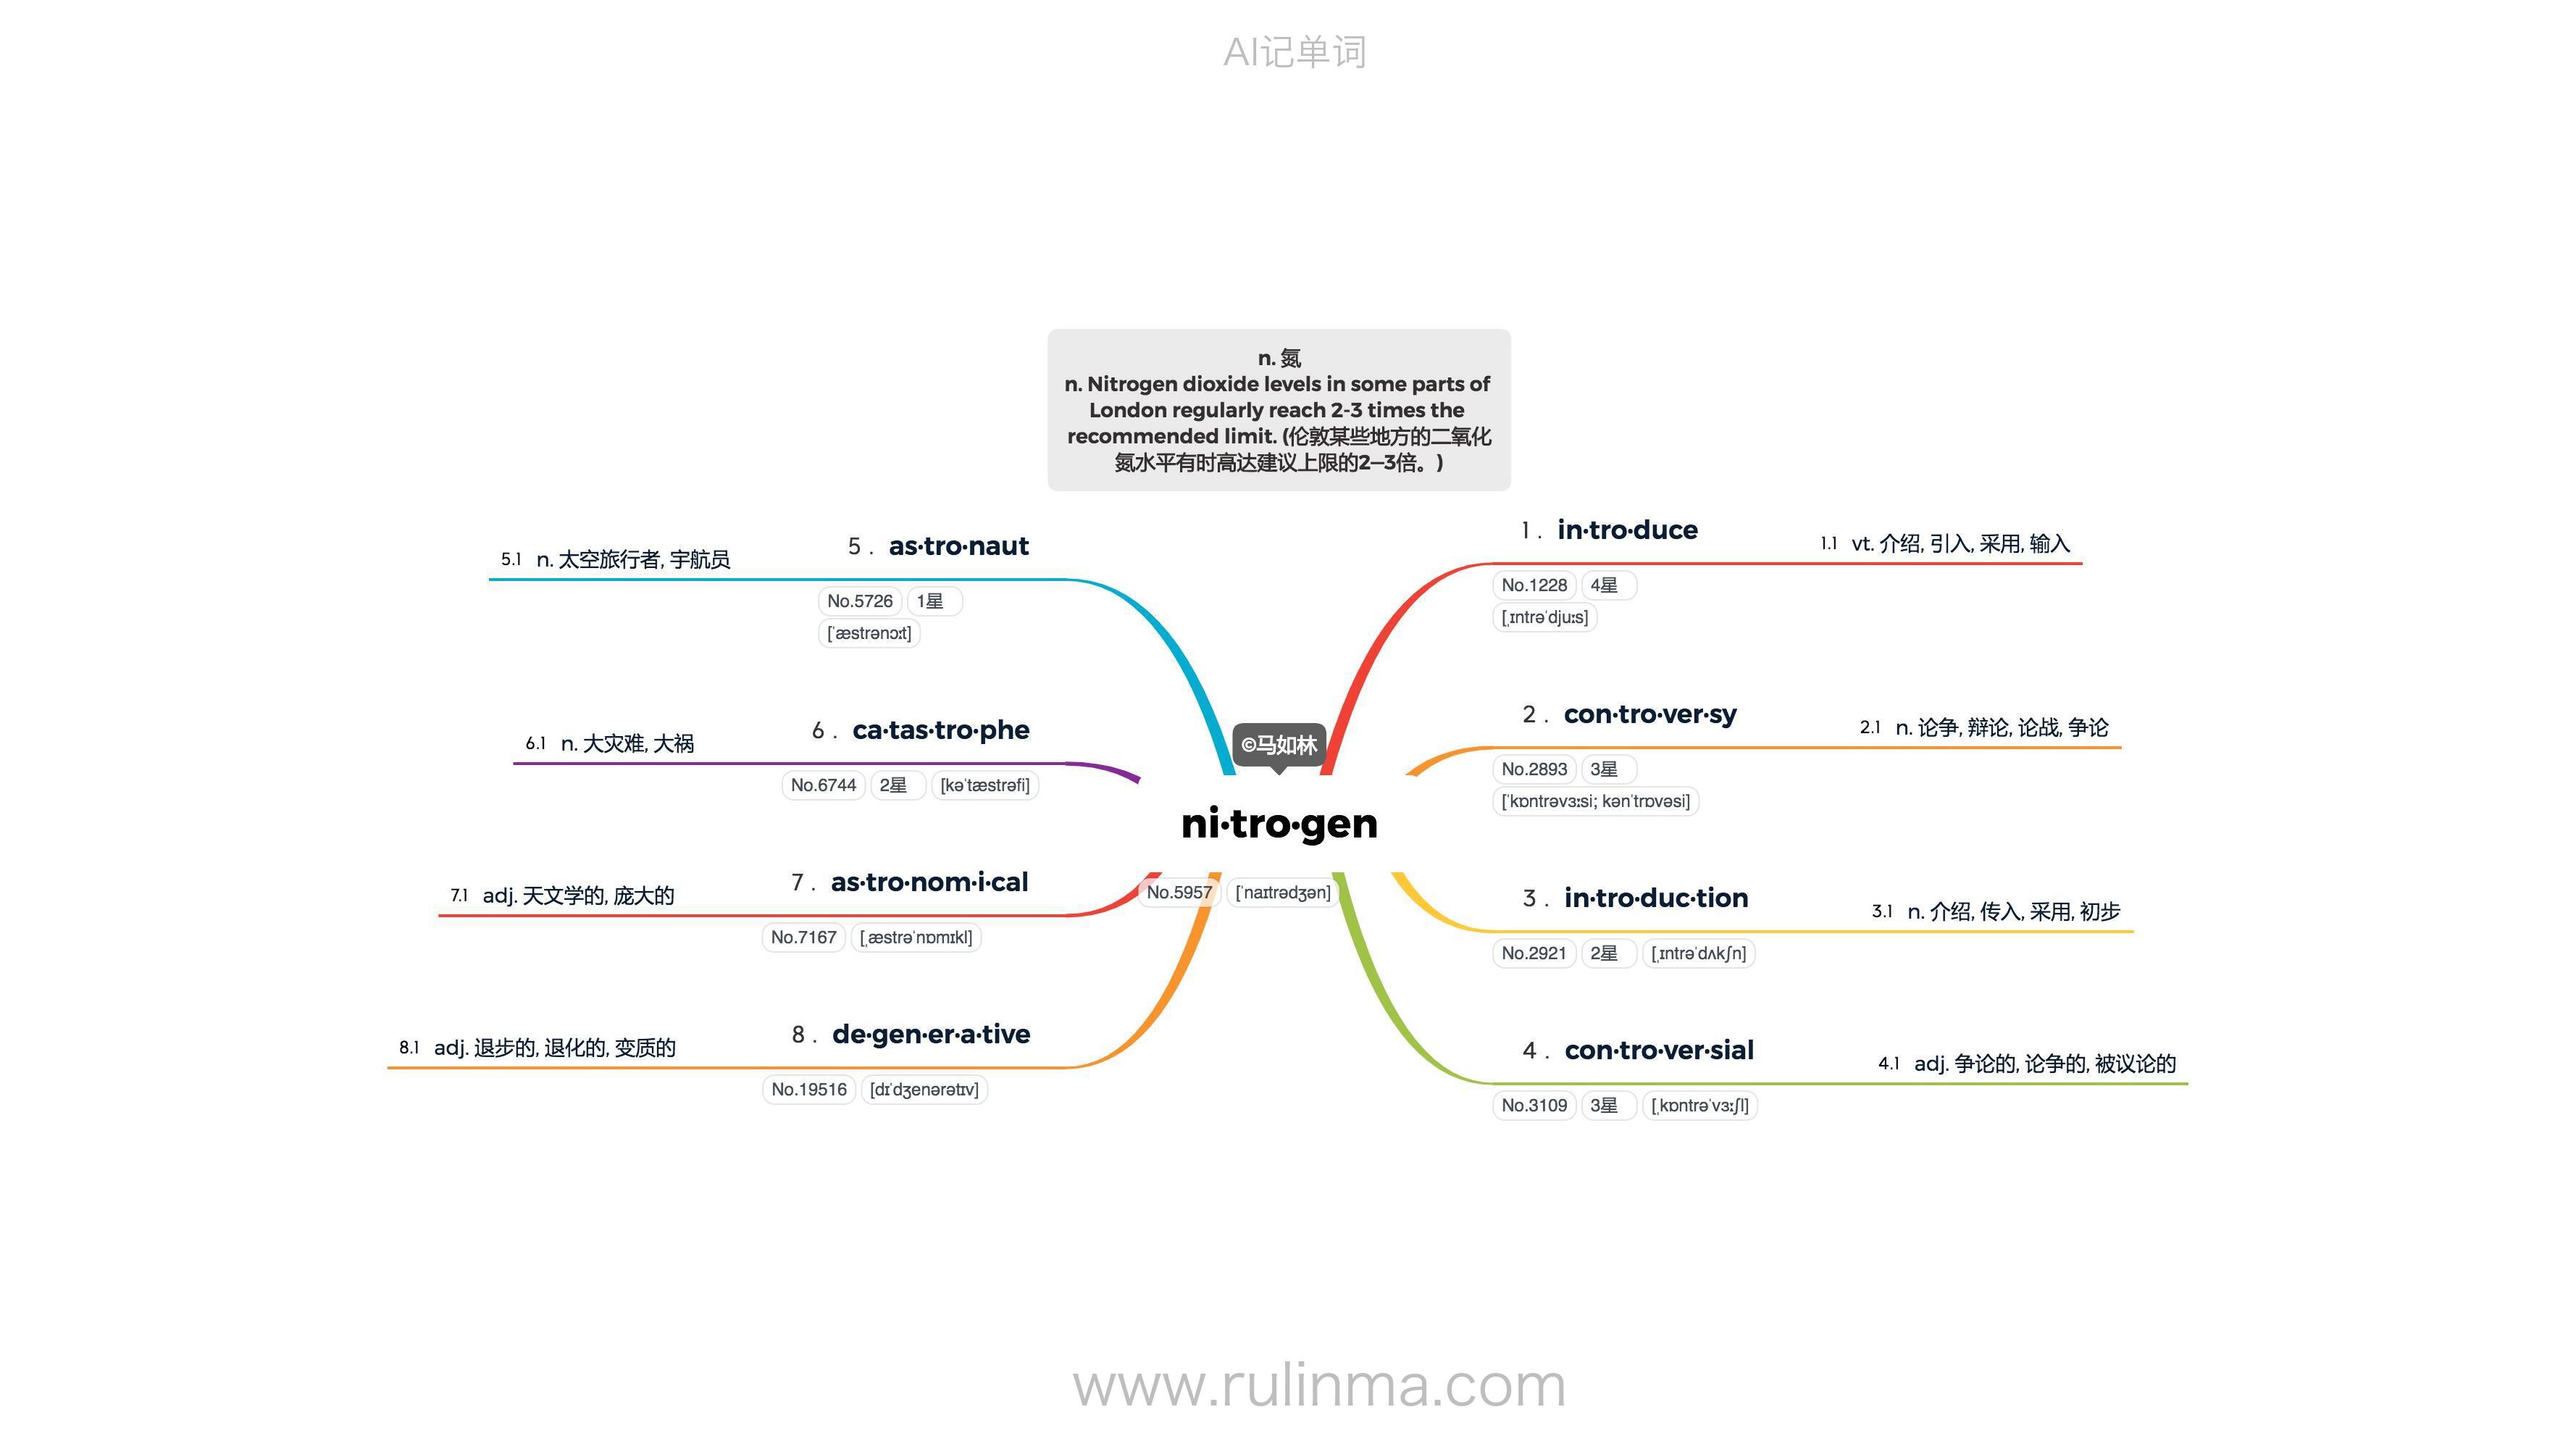 AI记单词
n. 氮
n. Nitrogen dioxide levels in some parts of
London regularly reach 2-3 times the
recommended limit. (伦敦某些地方的二氧化
氮水平有时高达建议上限的2—3倍。)
©马如林
ni·tro·gen
No.5957 [ˈnaɪtrədʒən]
1 . in·tro·duce
1.1 vt. 介绍, 引入, 采用, 输入
No.1228 4星
[ˌɪntrəˈdjuːs]
2 . con·tro·ver·sy
2.1 n. 论争, 辩论, 论战, 争论
No.2893 3星
[ˈkɒntrəvɜːsi; kənˈtrɒvəsi]
3 . in·tro·duc·tion
3.1 n. 介绍, 传入, 采用, 初步
No.2921 2星 [ˌɪntrəˈdʌkʃn]
4 . con·tro·ver·sial
4.1 adj. 争论的, 论争的, 被议论的
No.3109 3星 [ˌkɒntrəˈvɜːʃl]
5 . as·tro·naut
5.1 n. 太空旅行者, 宇航员
No.5726 1星
[ˈæstrənɔːt]
6 . ca·tas·tro·phe
6.1 n. 大灾难, 大祸
No.6744 2星 [kəˈtæstrəfi]
7 . as·tro·nom·i·cal
7.1 adj. 天文学的, 庞大的
No.7167 [ˌæstrəˈnɒmɪkl]
8 . de·gen·er·a·tive
8.1 adj. 退步的, 退化的, 变质的
No.19516 [dɪˈdʒenərətɪv]
www.rulinma.com